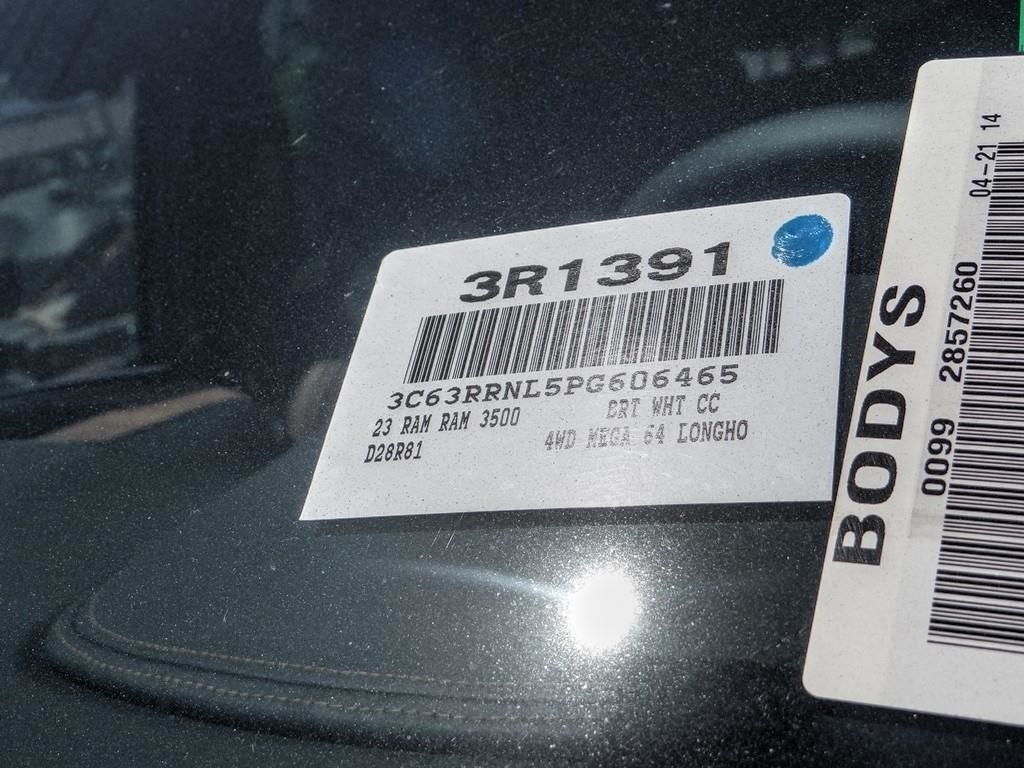 3R1391
3C63RRNL5PG606465
23 RAM RAM 3500 BRT WHT CC
D28R81 4WD MEGA 64 LONGHO
BODYS
0099 2857260
04-21 14